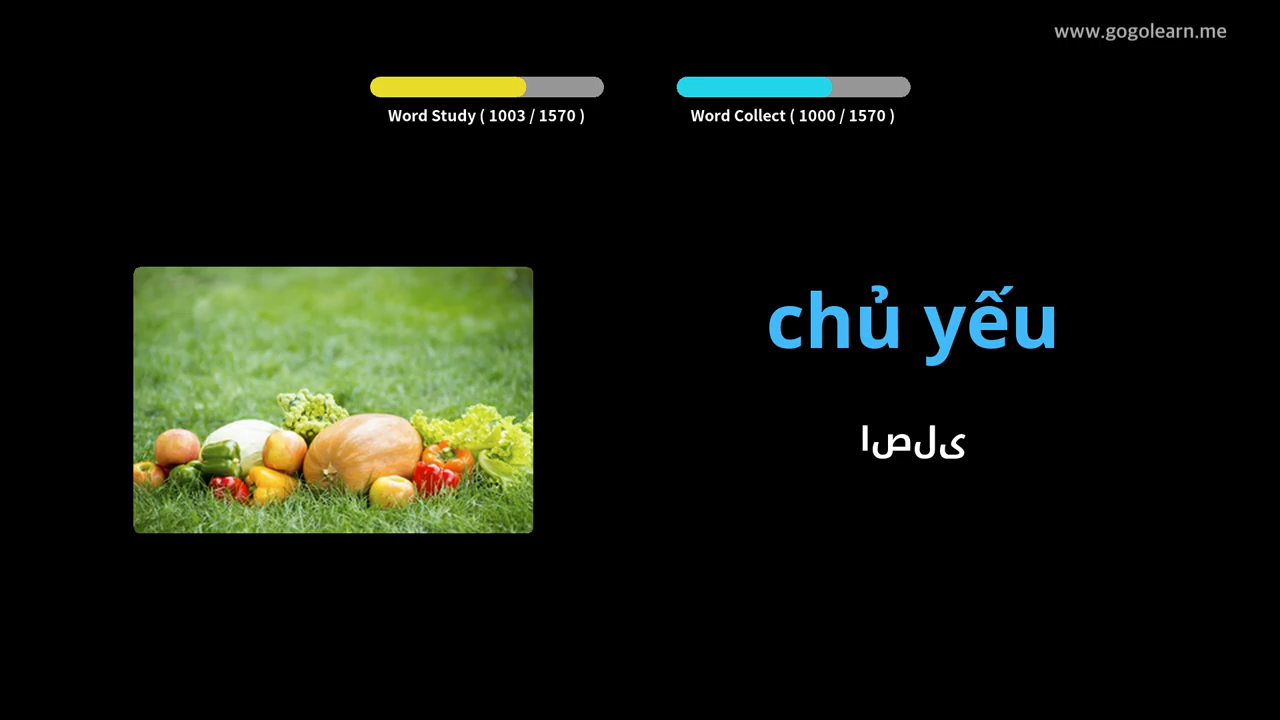 www.gogolearn.me
Word Study ( 1003 / 1570 )
Word Collect ( 1000 / 1570 )
chủ yếu
اصلی